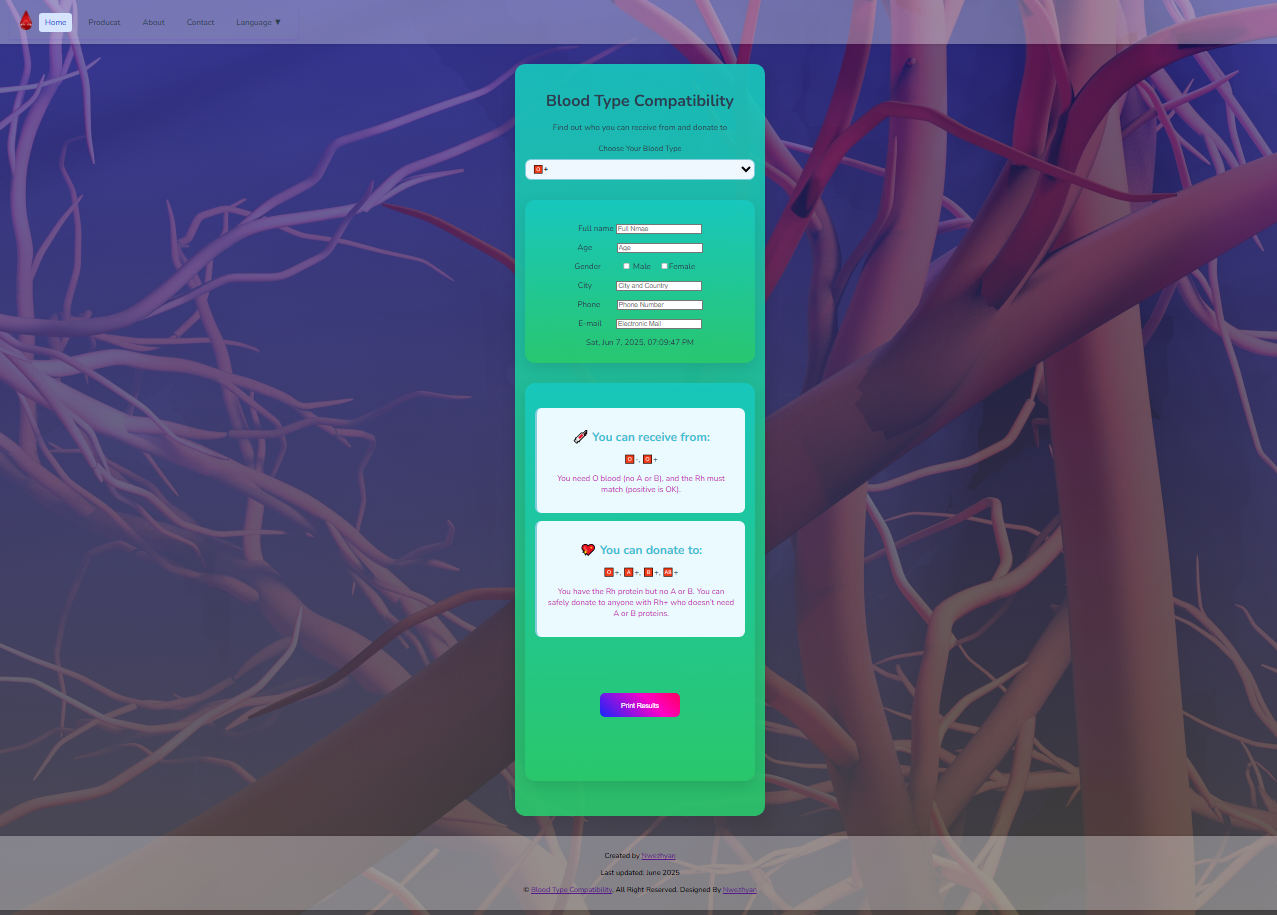 Home Producat About Contact Language ▼
Blood Type Compatibility
Find out who you can receive from and donate to
Choose Your Blood Type
🅾+
Full name Full Nmae
Age Age
Gender Male Female
City City and Country
Phone Phone Number
E-mail Electronic Mail
Sat, Jun 7, 2025, 07:09:47 PM
You can receive from:
🅾-, 🅾+
You need O blood (no A or B), and the Rh must
match (positive is OK).
You can donate to:
🅾+, 🅰+, 🅱+, 🆎+
You have the Rh protein but no A or B. You can
safely donate to anyone with Rh+ who doesn't need
A or B proteins.
Print Results
Created by Nwezhyan
Last updated: June 2025
© Blood Type Compatibility, All Right Reserved. Designed By Nwezhyan